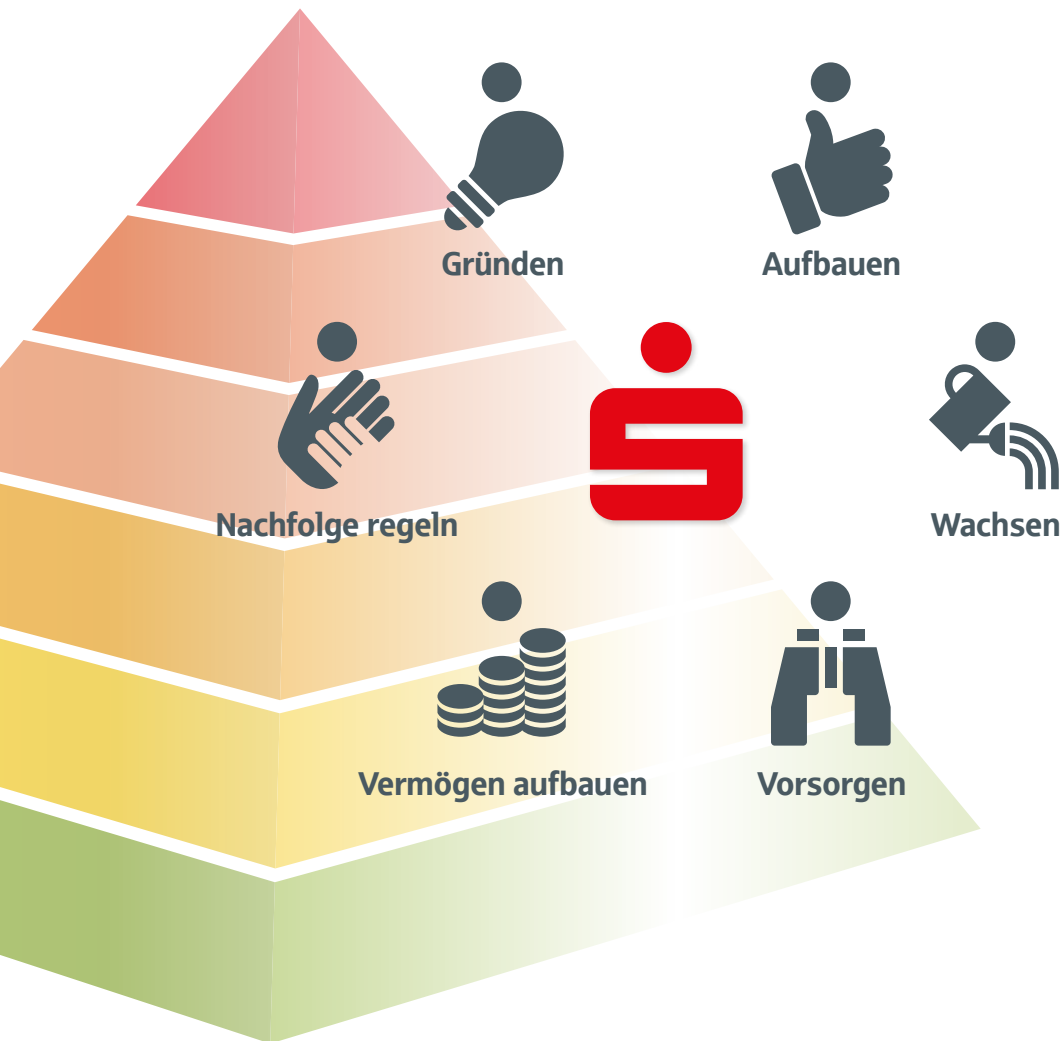 Gründen
Aufbauen
Nachfolge regeln
Wachsen
Vermögen aufbauen
Vorsorgen